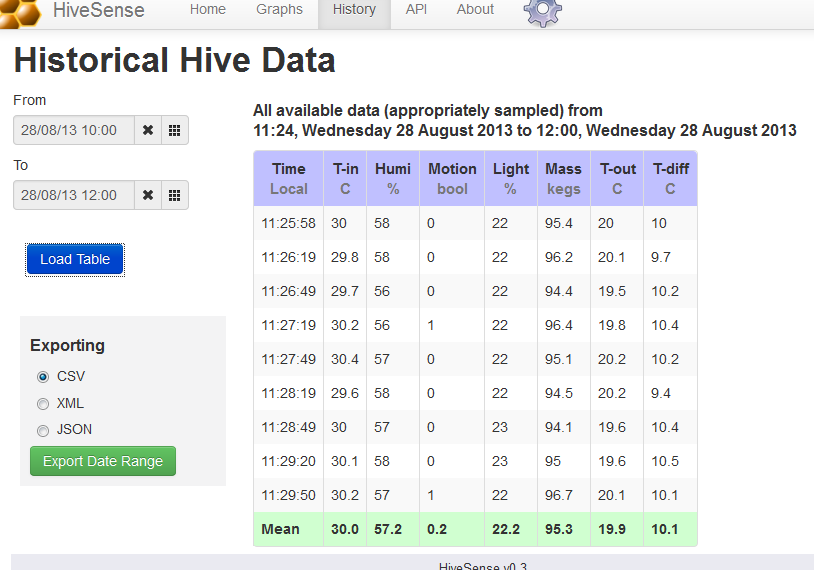 HiveSense Home Graphs History API About
Historical Hive Data
From
28/08/13 10:00
To
28/08/13 12:00
Load Table
Exporting
CSV
XML
JSON
Export Date Range
All available data (appropriately sampled) from
11:24, Wednesday 28 August 2013 to 12:00, Wednesday 28 August 2013
Time T-in Humi Motion Light Mass T-out T-diff
Local C % bool % kegs C C
11:25:58 30 58 0 22 95.4 20 10
11:26:19 29.8 58 0 22 96.2 20.1 9.7
11:26:49 29.7 56 0 22 94.4 19.5 10.2
11:27:19 30.2 56 1 22 96.4 19.8 10.4
11:27:49 30.4 57 0 22 95.1 20.2 10.2
11:28:19 29.6 58 0 22 94.5 20.2 9.4
11:28:49 30 57 0 23 94.1 19.6 10.4
11:29:20 30.1 58 0 23 95 19.6 10.5
11:29:50 30.2 57 1 22 96.7 20.1 10.1
Mean 30.0 57.2 0.2 22.2 95.3 19.9 10.1
HiveSense v0.3